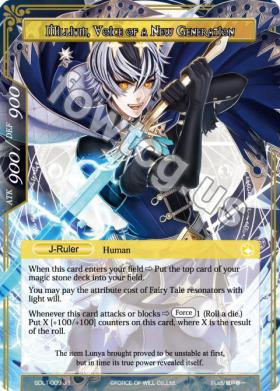 Millium, Voice of a New Generation
ATK 900 / DEF 900
J-Ruler Human
When this card enters your field ⇨ Put the top card of your
magic stone deck into your field.
You may pay the attribute cost of Fairy Tale resonators with
light will.
Whenever this card attacks or blocks ⇨ Force 1 (Roll a die.)
Put X [+100/+100] counters on this card, where X is the
result of the roll.
The item Lunya brought proved to be unstable at first,
but in time its true power revealed itself.
©FORCE OF WILL Co.,Ltd.
fowtcg.us